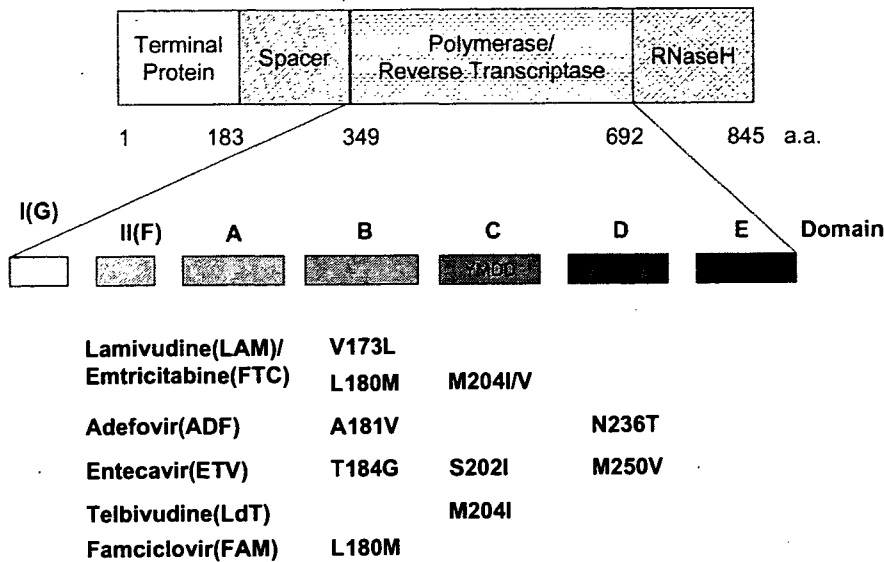 Terminal Protein
Spacer
Polymerase/
Reverse Transcriptase
RNaseH
1 183 349 692 845 a.a.
I(G)
II(F) A B C D E Domain
YMDD
Lamivudine(LAM)/ V173L
Emtricitabine(FTC) L180M M204I/V
Adefovir(ADF) A181V N236T
Entecavir(ETV) T184G S202I M250V
Telbivudine(LdT) M204I
Famciclovir(FAM) L180M